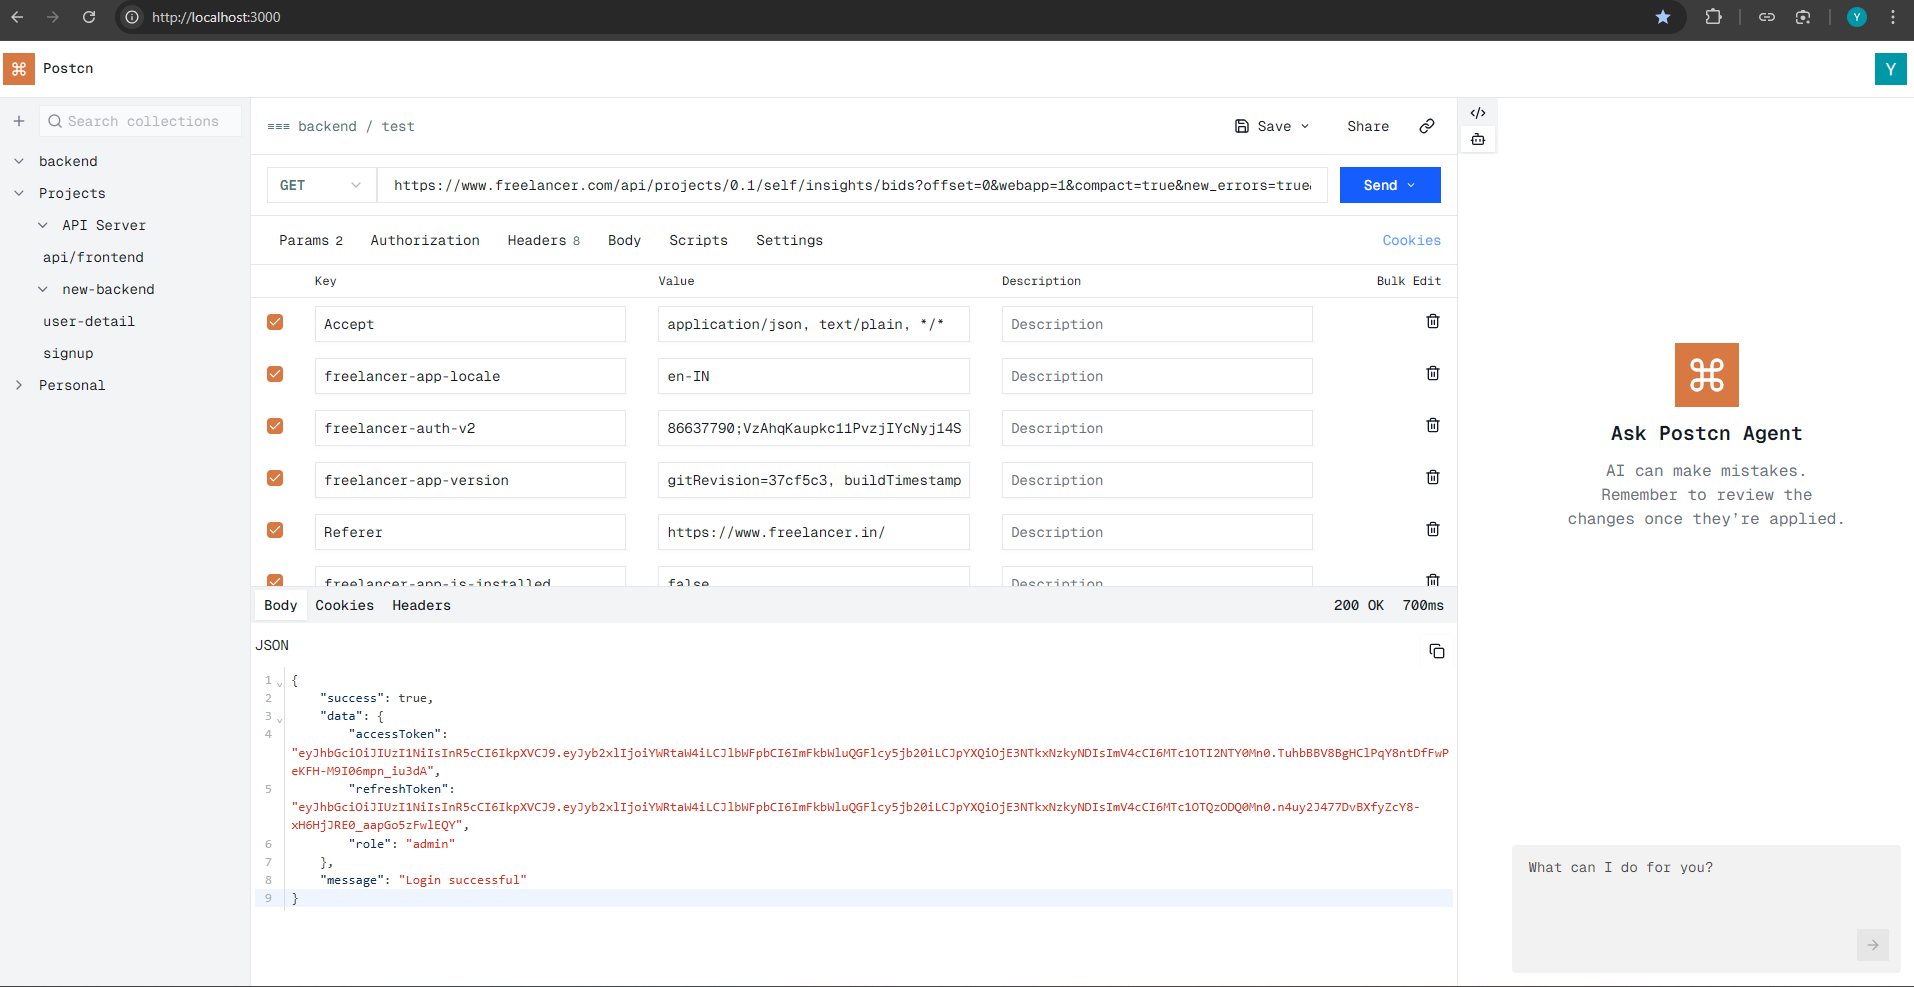 http://localhost:3000
Y
Postcn
Y
Search collections
backend
Projects
API Server
api/frontend
new-backend
user-detail
signup
Personal
backend / test
Save
Share
GET
https://www.freelancer.com/api/projects/0.1/self/insights/bids?offset=0&webapp=1&compact=true&new_errors=true&
Send
Params 2
Authorization
Headers 8
Body
Scripts
Settings
Cookies
Key
Value
Description
Bulk Edit
Accept
application/json, text/plain, */*
Description
freelancer-app-locale
en-IN
Description
freelancer-auth-v2
86637790;VzAhqKaupkc11PvzjIYcNyj14S
Description
freelancer-app-version
gitRevision=37cf5c3, buildTimestamp
Description
Referer
https://www.freelancer.in/
Description
freelancer-app-is-installed
false
Description
Body
Cookies
Headers
200 OK
700ms
JSON
1 {
2 "success": true,
3 "data": {
4 "accessToken":
"eyJhbGciOiJIUzI1NiIsInR5cCI6IkpXVCJ9.eyJyb2xlIjoiYWRtaW4iLCJlbWFpbCI6ImFkbWluQGFlcy5jb20iLCJpYXQiOjE3NTkxNzkyNDIsImV4cCI6MTc1OTI2NTY0Mn0.TuhbBBV8BgHClPqY8ntDfFwP
eKFH-M9I06mpn_iu3dA",
5 "refreshToken":
"eyJhbGciOiJIUzI1NiIsInR5cCI6IkpXVCJ9.eyJyb2xlIjoiYWRtaW4iLCJlbWFpbCI6ImFkbWluQGFlcy5jb20iLCJpYXQiOjE3NTkxNzkyNDIsImV4cCI6MTc1OTQzODQ0Mn0.n4uy2J477DvBXfyZcY8-
xH6HjJRE0_aapGo5zFwlEQY",
6 "role": "admin"
7 },
8 "message": "Login successful"
9 }
Ask Postcn Agent
AI can make mistakes.
Remember to review the
changes once they're applied.
What can I do for you?